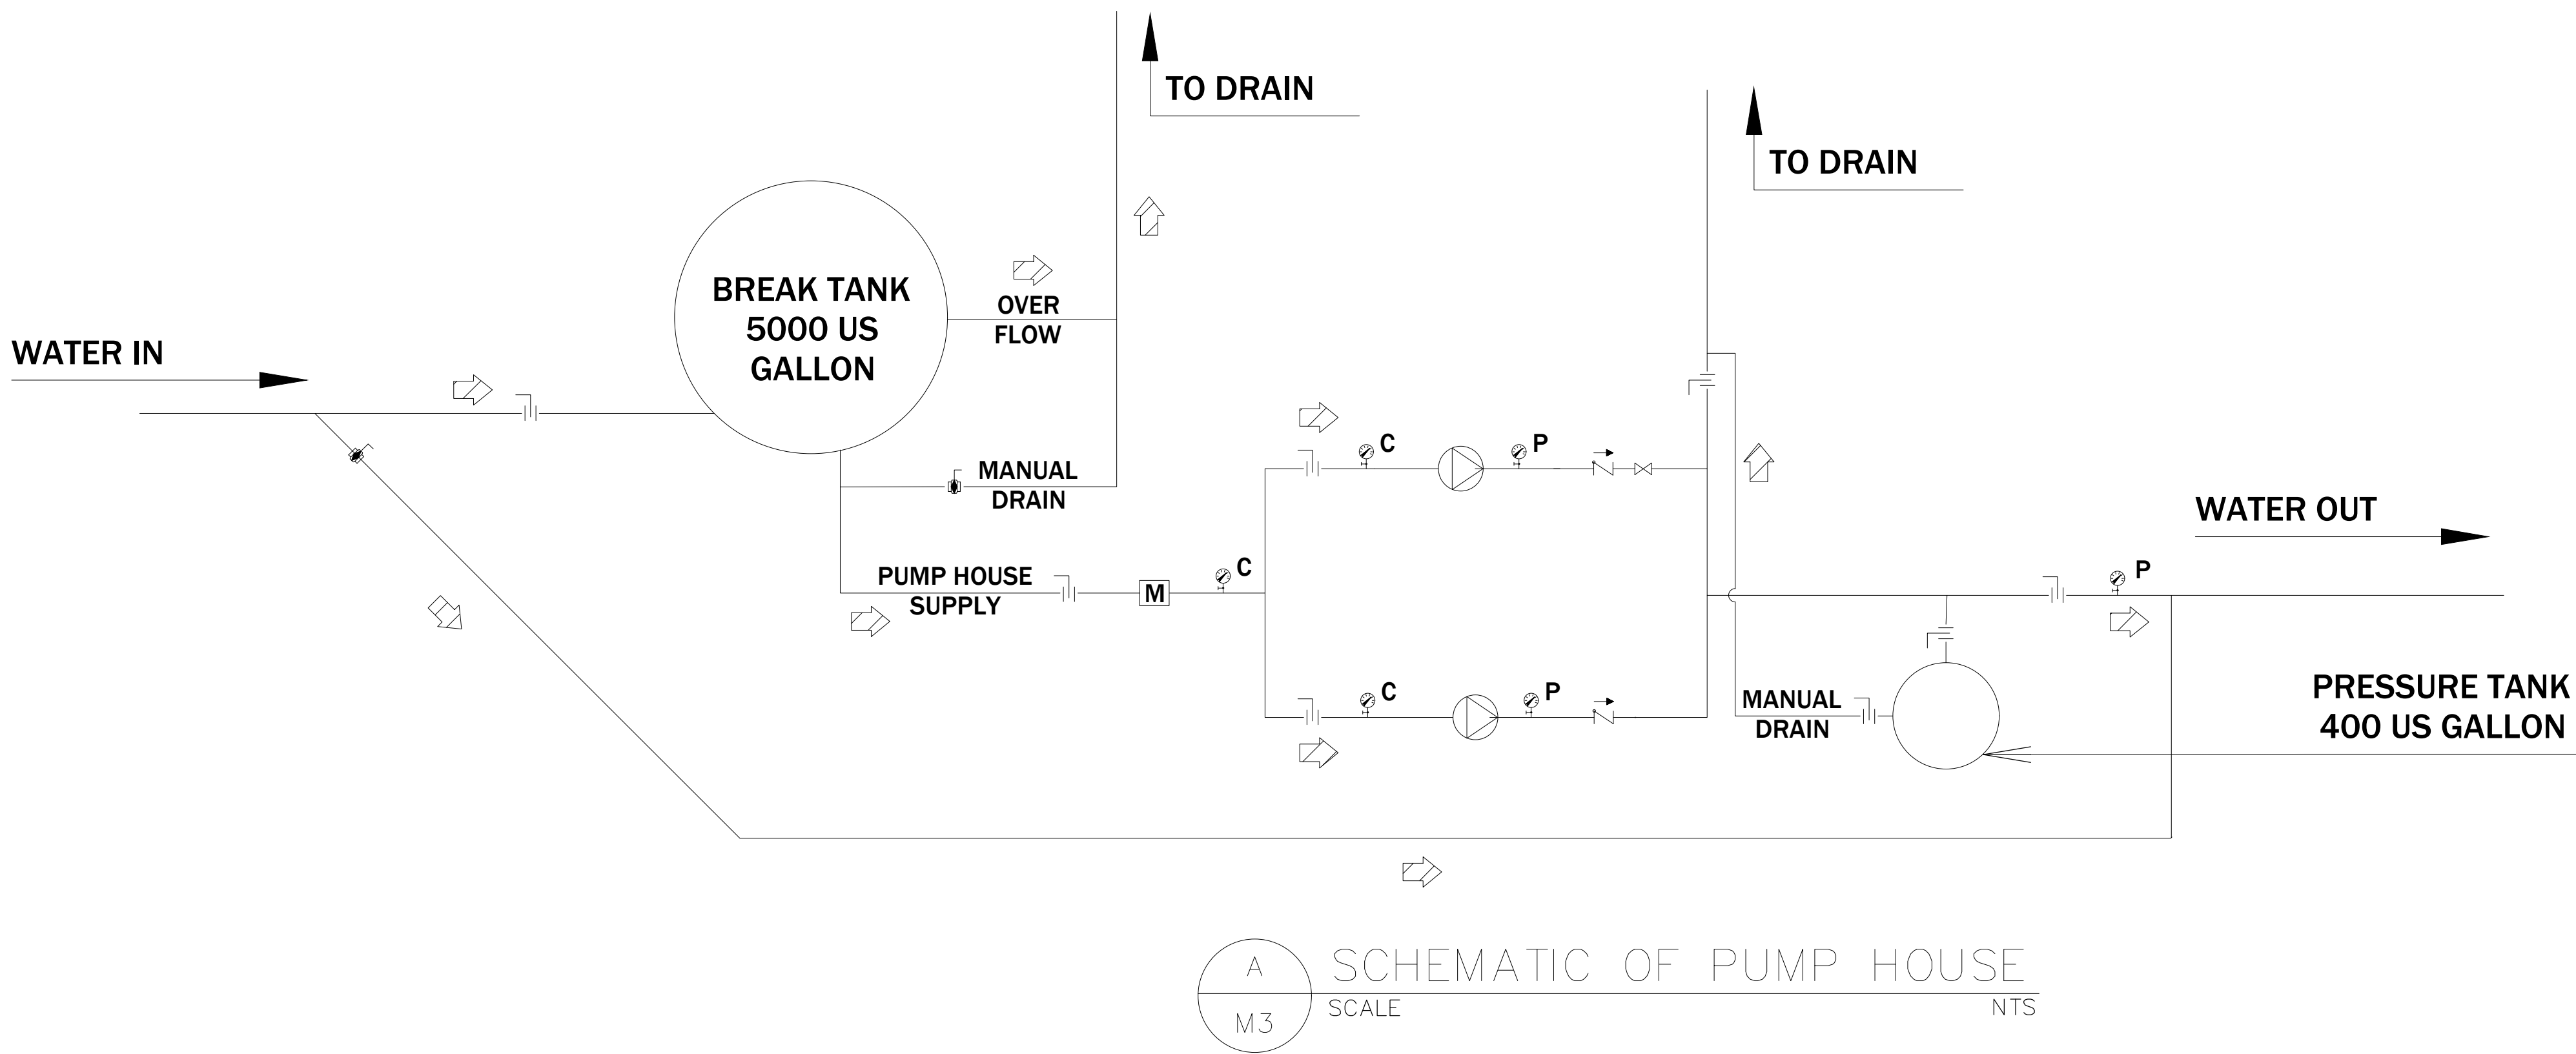 TO DRAIN
TO DRAIN
BREAK TANK
5000 US
GALLON
OVER
FLOW
WATER IN
MANUAL
DRAIN
C
P
WATER OUT
PUMP HOUSE
SUPPLY
M
C
P
C
P
MANUAL
DRAIN
PRESSURE TANK
400 US GALLON
A
M3
SCHEMATIC OF PUMP HOUSE
SCALE
NTS